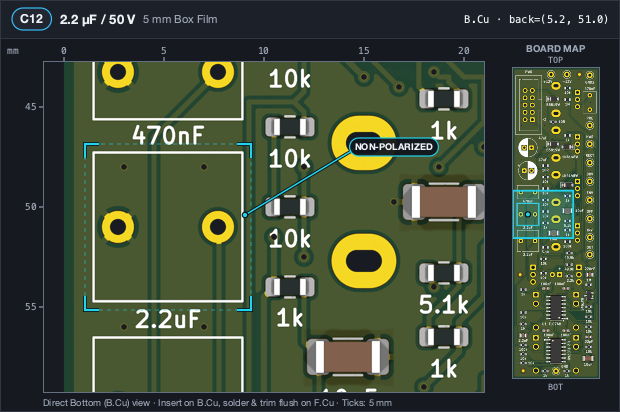 C12 2.2 µF / 50 V 5 mm Box Film B.Cu · back=(5.2, 51.0)
mm 0 5 10 15 20
BOARD MAP
TOP
45
50
55
10k
1k
470nF
10k
NON-POLARIZED
10k
2.2uF
1k
5.1k
1k
BOT
Direct Bottom (B.Cu) view · Insert on B.Cu, solder & trim flush on F.Cu · Ticks: 5 mm